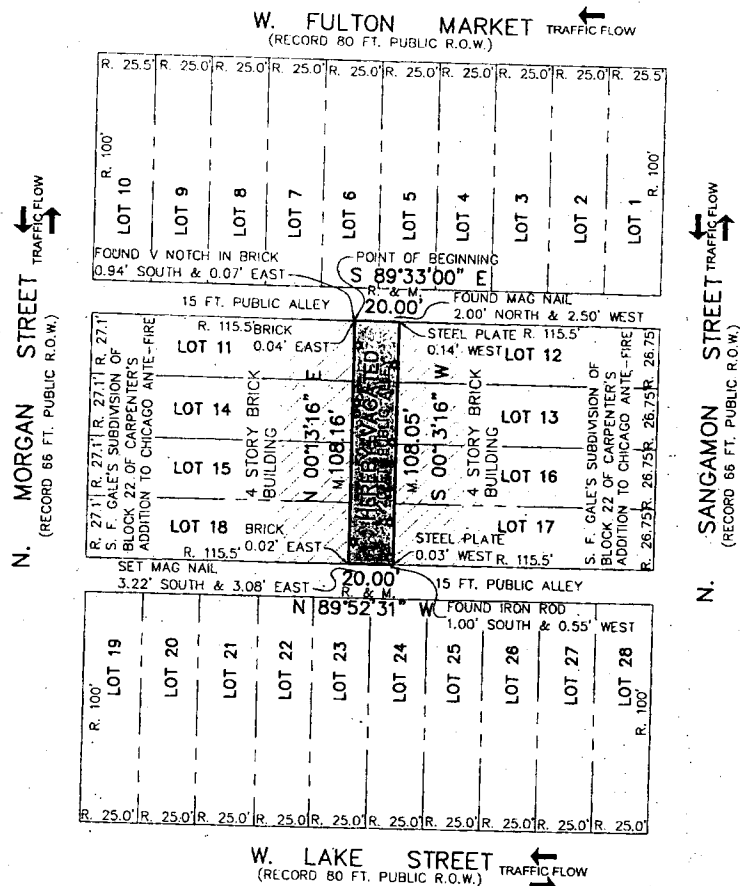 W. FULTON MARKET TRAFFIC FLOW
(RECORD 80 FT. PUBLIC R.O.W.)
R. 25.5' R. 25.0' R. 25.0' R. 25.0' R. 25.0' R. 25.0' R. 25.0' R. 25.0' R. 25.0' R. 25.5'
R. 100'
LOT 10
LOT 9
LOT 8
LOT 7
LOT 6
LOT 5
LOT 4
LOT 3
LOT 2
LOT 1
R. 100'
N. MORGAN STREET
(RECORD 66 FT. PUBLIC R.O.W.)
TRAFFIC FLOW
N. SANGAMON STREET
(RECORD 66 FT. PUBLIC R.O.W.)
TRAFFIC FLOW
FOUND V NOTCH IN BRICK
0.94' SOUTH & 0.07' EAST
POINT OF BEGINNING
S 89°33'00" E
R. & M.
20.00'
FOUND MAG NAIL
2.00' NORTH & 2.50' WEST
15 FT. PUBLIC ALLEY
R. 115.5'
BRICK
0.04' EAST
STEEL PLATE
0.14' WEST
R. 115.5'
R. 27.1' R. 27.1' R. 27.1' R. 27.1'
S. F. GALE'S SUBDIVISION OF
BLOCK 22 OF CARPENTER'S
ADDITION TO CHICAGO ANTE-FIRE
LOT 11
LOT 14
LOT 15
LOT 18
4 STORY BRICK
BUILDING
N 00°13'16" E
M. 108.16'
HEREBY VACATED
M. 108.05'
S 00°13'16" W
4 STORY BRICK
BUILDING
LOT 12
LOT 13
LOT 16
LOT 17
S. F. GALE'S SUBDIVISION OF
BLOCK 22 OF CARPENTER'S
ADDITION TO CHICAGO ANTE-FIRE
R. 26.75' R. 26.75' R. 26.75' R. 26.75'
R. 115.5'
BRICK
0.02' EAST
STEEL PLATE
0.03' WEST
R. 115.5'
SET MAG NAIL
3.22' SOUTH & 3.08' EAST
20.00'
R. & M.
N 89°52'31" W
15 FT. PUBLIC ALLEY
FOUND IRON ROD
1.00' SOUTH & 0.55' WEST
R. 100'
LOT 19
LOT 20
LOT 21
LOT 22
LOT 23
LOT 24
LOT 25
LOT 26
LOT 27
LOT 28
R. 100'
R. 25.0' R. 25.0' R. 25.0' R. 25.0' R. 25.0' R. 25.0' R. 25.0' R. 25.0' R. 25.0' R. 25.0'
W. LAKE STREET TRAFFIC FLOW
(RECORD 80 FT. PUBLIC R.O.W.)